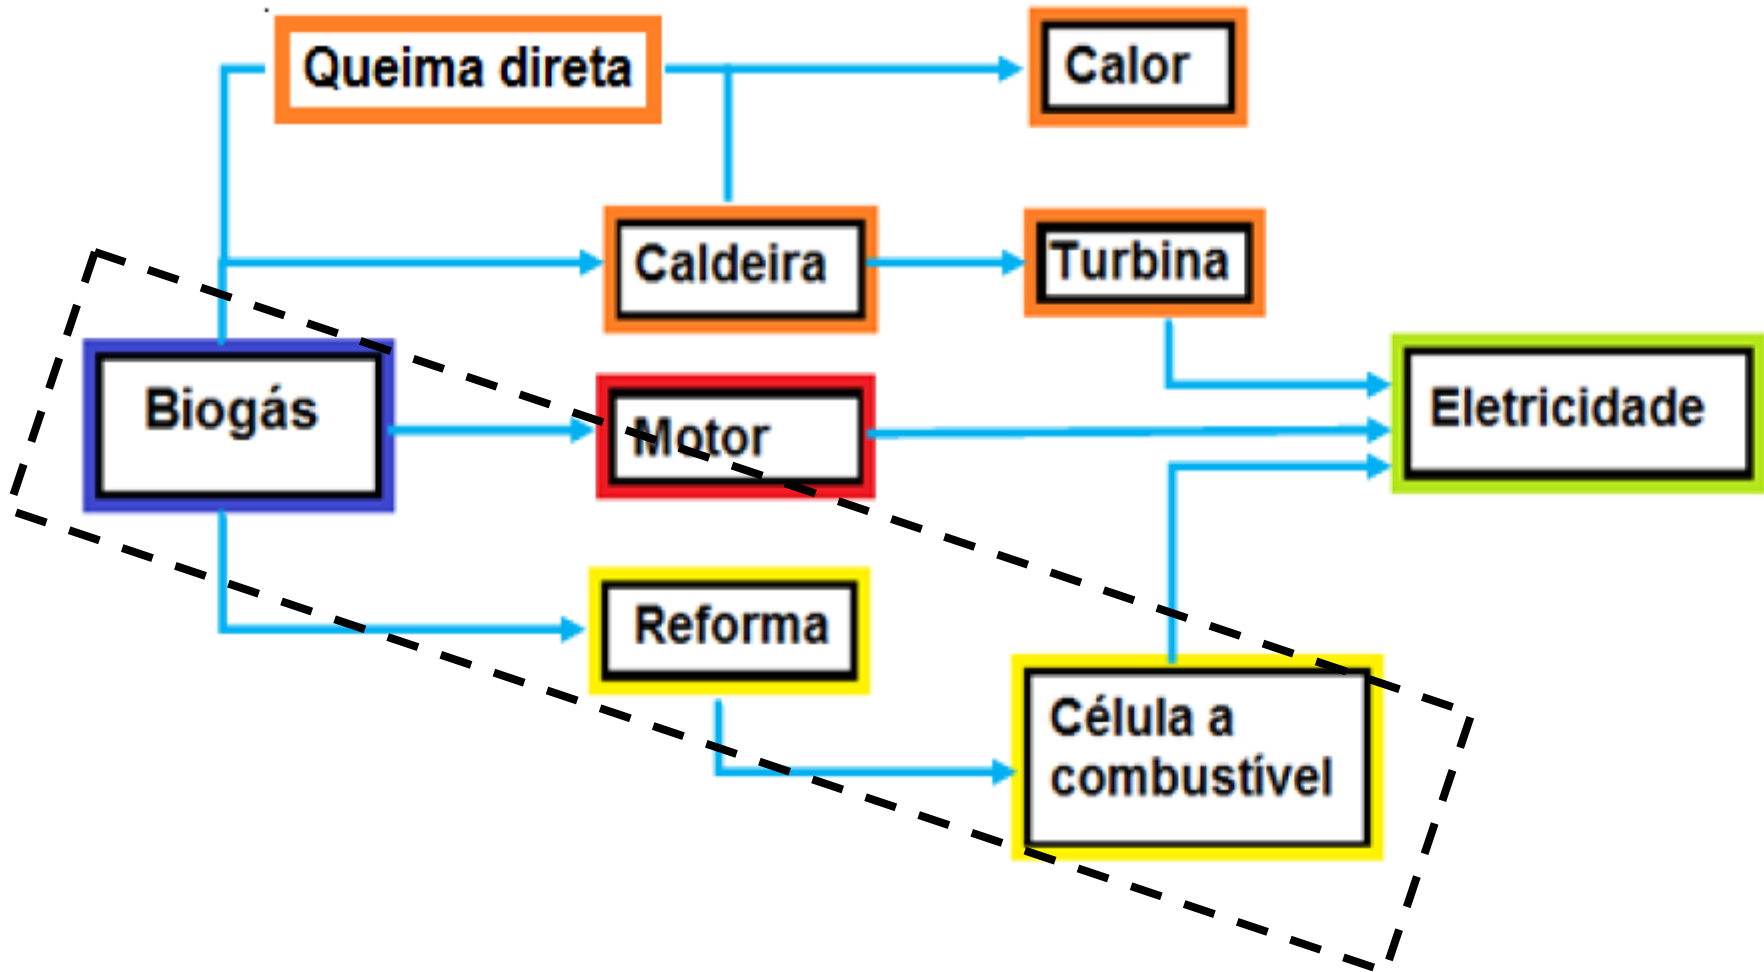 Queima direta
Calor
Caldeira
Turbina
Biogás
Motor
Eletricidade
Reforma
Célula a
combustível